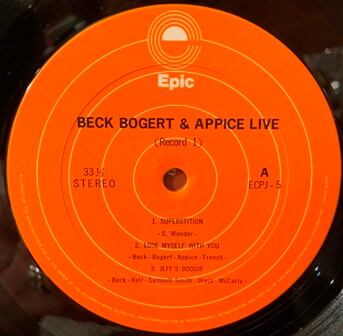 Epic
BECK BOGERT & APPICE LIVE
(Record 1)
33⅓ A
STEREO ECPJ-5
1. SUPERSTITION
-S. Wonder-
2. LOSE MYSELF WITH YOU
-Beck-Bogert-Appice-French-
3. JEFF'S BOOGIE
-Beck-Relf-Samwell Smith-Dreja-McCarty-